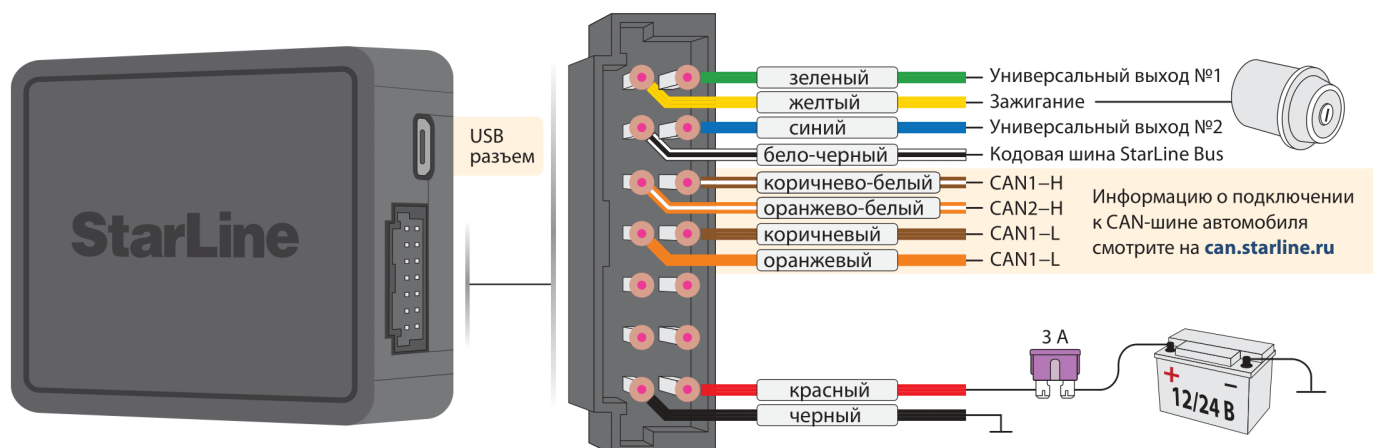 StarLine
USB
разъем
зеленый
Универсальный выход №1
желтый
Зажигание
синий
Универсальный выход №2
бело-черный
Кодовая шина StarLine Bus
коричнево-белый
CAN1–H
оранжево-белый
CAN2–H
коричневый
CAN1–L
оранжевый
CAN1–L
Информацию о подключении
к CAN-шине автомобиля
смотрите на can.starline.ru
красный
черный
3 А
+ –
12/24 В